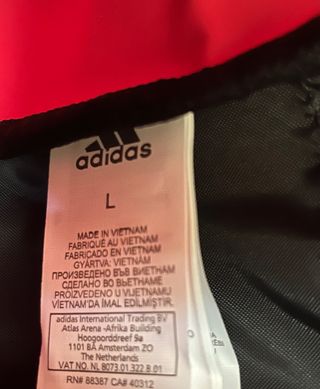 adidas
L
MADE IN VIETNAM
FABRIQUÉ AU VIETNAM
FABRICADO EN VIETNAM
GYÁRTVA: VIETNAM
ПРОИЗВЕДЕНО ВЪВ ВИЕТНАМ
СДЕЛАНО ВО ВЬЕТНАМЕ
PROIZVEDENO U VIJETNAMU
VIETNAM'DA İMAL EDİLMİŞTİR.
adidas International Trading BV
Atlas Arena -Afrika Building
Hoogoorddreef 9a
1101 BA Amsterdam ZO
The Netherlands
VAT NO. NL 8073.01.322 B 01
RN# 88387 CA# 40312